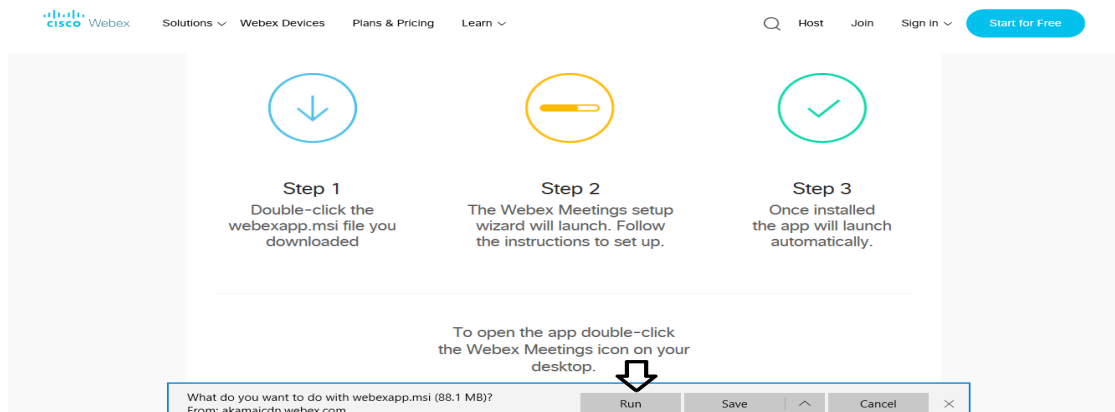 cisco Webex Solutions Webex Devices Plans & Pricing Learn Host Join Sign in Start for Free
Step 1
Double-click the
webexapp.msi file you
downloaded
Step 2
The Webex Meetings setup
wizard will launch. Follow
the instructions to set up.
Step 3
Once installed
the app will launch
automatically.
To open the app double-click
the Webex Meetings icon on your
desktop.
What do you want to do with webexapp.msi (88.1 MB)?
From: akamaicdn.webex.com
Run Save Cancel